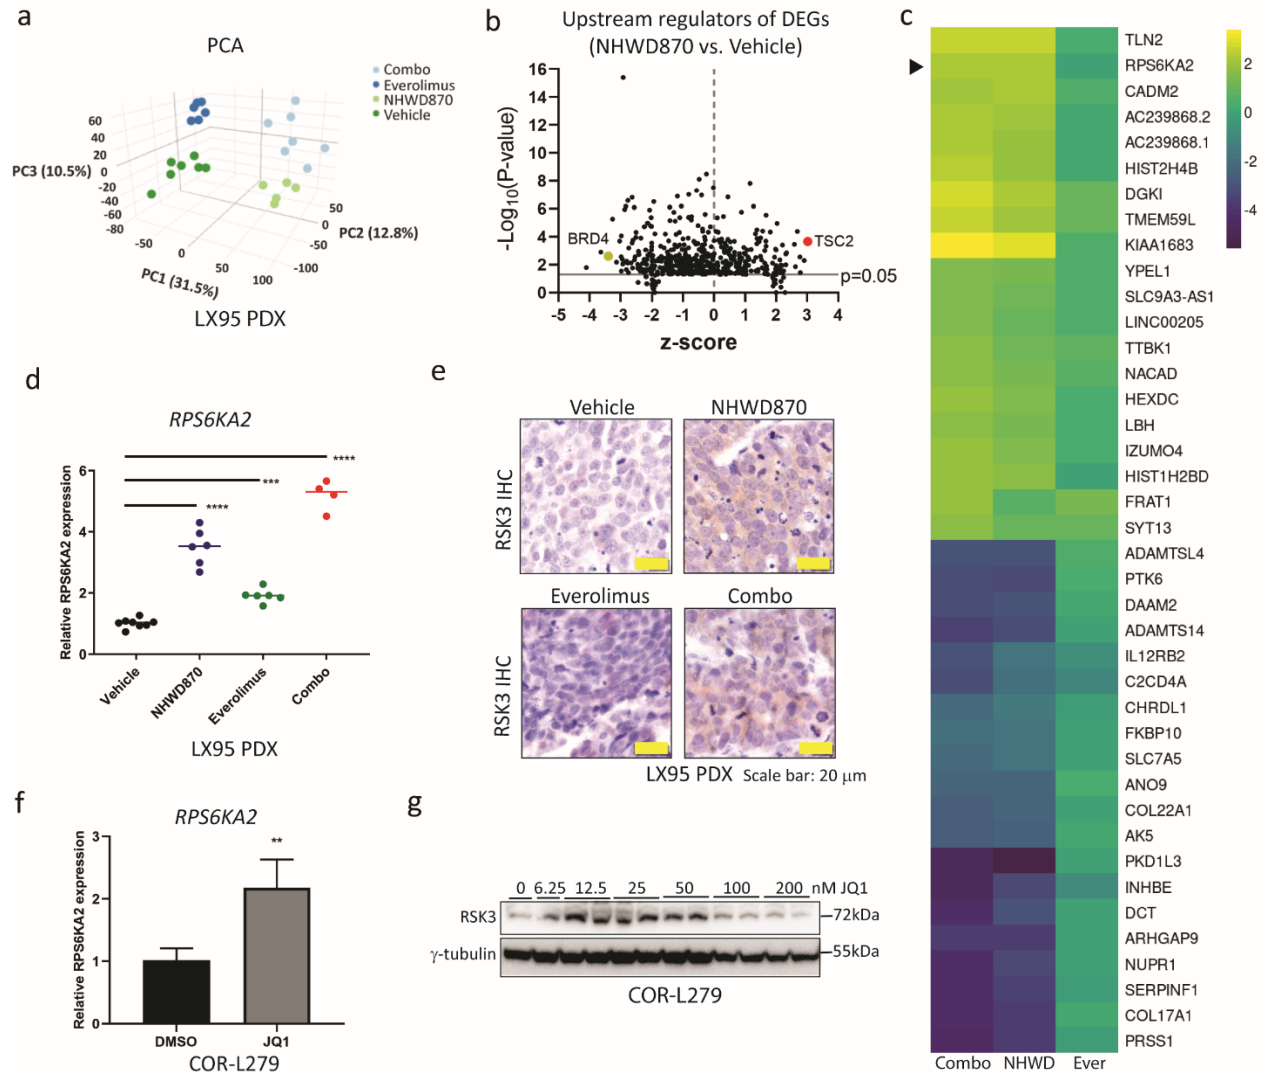 a
PCA
Combo
Everolimus
NHWD870
Vehicle
60
40
20
0
-20
-40
-60
-80
PC3 (10.5%)
-50
0
50
100
PC1 (31.5%)
50
0
-50
-100
PC2 (12.8%)
LX95 PDX
b
Upstream regulators of DEGs
(NHWD870 vs. Vehicle)
-Log10(P-value)
16
14
12
10
8
6
4
2
0
BRD4
TSC2
p=0.05
-5 -4 -3 -2 -1 0 1 2 3 4
z-score
c
TLN2
RPS6KA2
CADM2
AC239868.2
AC239868.1
HIST2H4B
DGKI
TMEM59L
KIAA1683
YPEL1
SLC9A3-AS1
LINC00205
TTBK1
NACAD
HEXDC
LBH
IZUMO4
HIST1H2BD
FRAT1
SYT13
ADAMTSL4
PTK6
DAAM2
ADAMTS14
IL12RB2
C2CD4A
CHRDL1
FKBP10
SLC7A5
ANO9
COL22A1
AK5
PKD1L3
INHBE
DCT
ARHGAP9
NUPR1
SERPINF1
COL17A1
PRSS1
Combo NHWD Ever
2
0
-2
-4
d
RPS6KA2
Relative RPS6KA2 expression
6
4
2
0
****
***
****
Vehicle
NHWD870
Everolimus
Combo
LX95 PDX
e
Vehicle NHWD870
RSK3 IHC
Everolimus Combo
RSK3 IHC
LX95 PDX Scale bar: 20 μm
f
RPS6KA2
Relative RPS6KA2 expression
3
2
1
0
**
DMSO JQ1
COR-L279
g
0 6.25 12.5 25 50 100 200 nM JQ1
RSK3 72kDa
γ-tubulin 55kDa
COR-L279